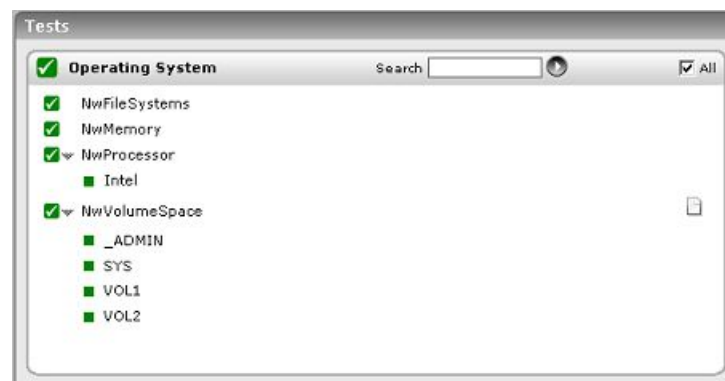 Tests
Operating System Search All
NwFileSystems
NwMemory
NwProcessor
Intel
NwVolumeSpace
_ADMIN
SYS
VOL1
VOL2